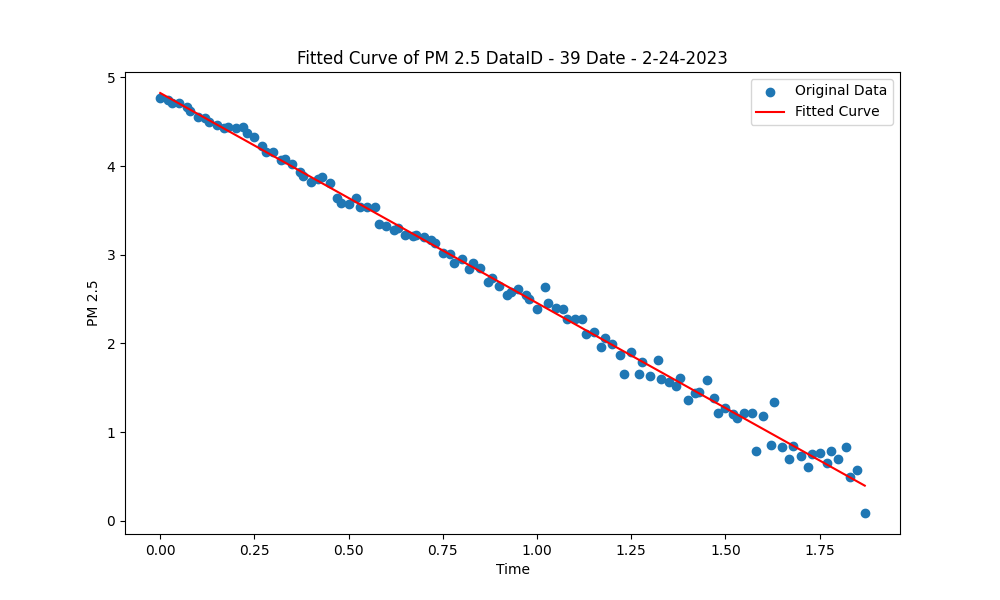 Fitted Curve of PM 2.5 DataID - 39 Date - 2-24-2023
Original Data
Fitted Curve
PM 2.5
5
4
3
2
1
0
0.00 0.25 0.50 0.75 1.00 1.25 1.50 1.75
Time